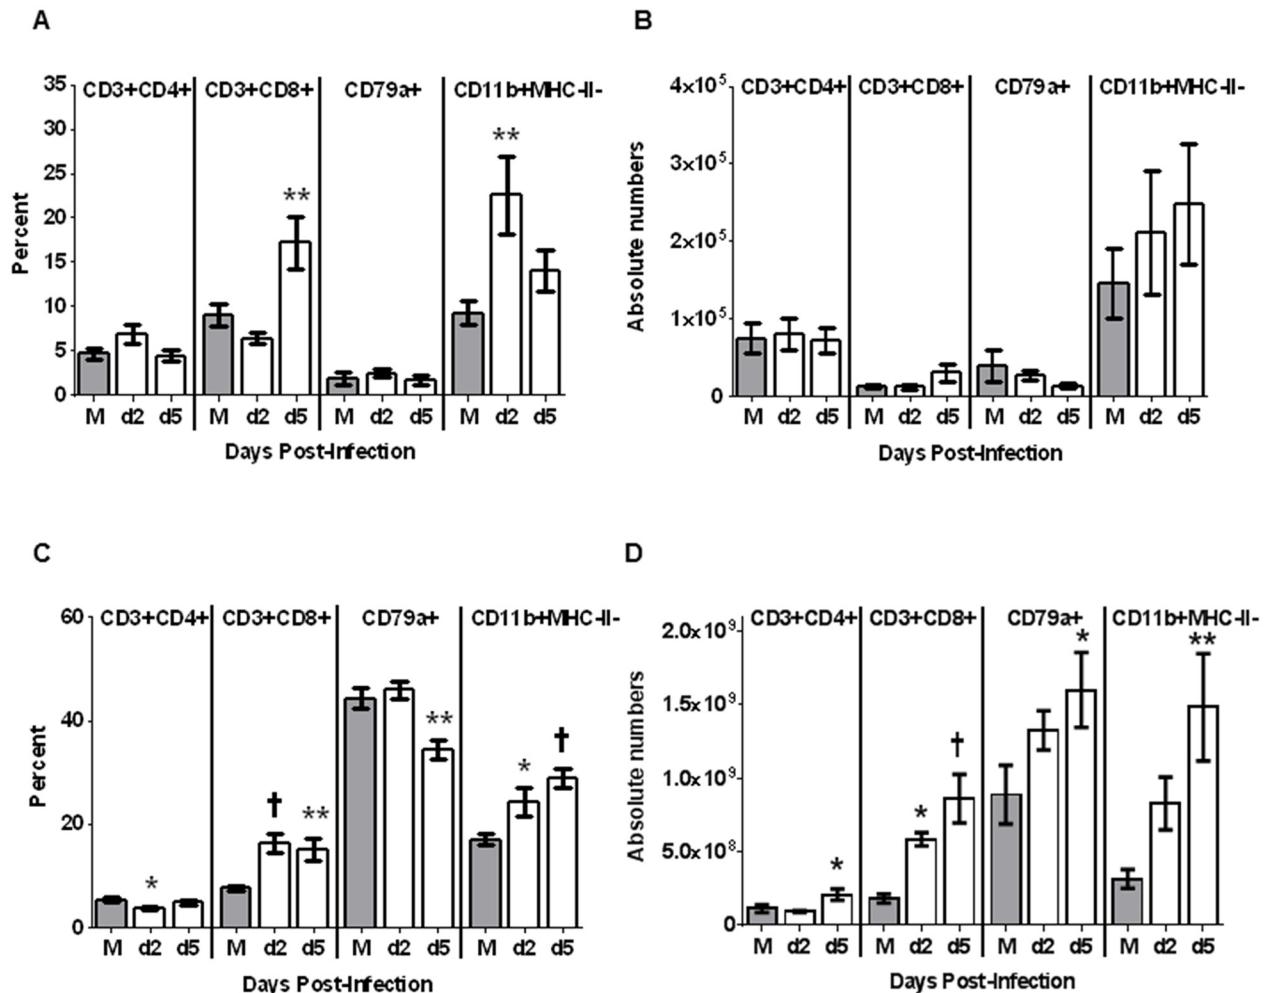 A
35
30
25
20
15
10
5
0
Percent
CD3+CD4+ CD3+CD8+ CD79a+ CD11b+MHC-II-
**
**
M d2 d5 M d2 d5 M d2 d5 M d2 d5
Days Post-Infection
B
4x10⁵
3x10⁵
2x10⁵
1x10⁵
0
Absolute numbers
CD3+CD4+ CD3+CD8+ CD79a+ CD11b+MHC-II-
M d2 d5 M d2 d5 M d2 d5 M d2 d5
Days Post-Infection
C
60
40
20
0
Percent
CD3+CD4+ CD3+CD8+ CD79a+ CD11b+MHC-II-
*
†
**
**
*
†
M d2 d5 M d2 d5 M d2 d5 M d2 d5
Days Post-Infection
D
2.0x10⁹
1.5x10⁹
1.0x10⁹
5.0x10⁸
0
Absolute numbers
CD3+CD4+ CD3+CD8+ CD79a+ CD11b+MHC-II-
*
*
†
*
**
M d2 d5 M d2 d5 M d2 d5 M d2 d5
Days Post-Infection